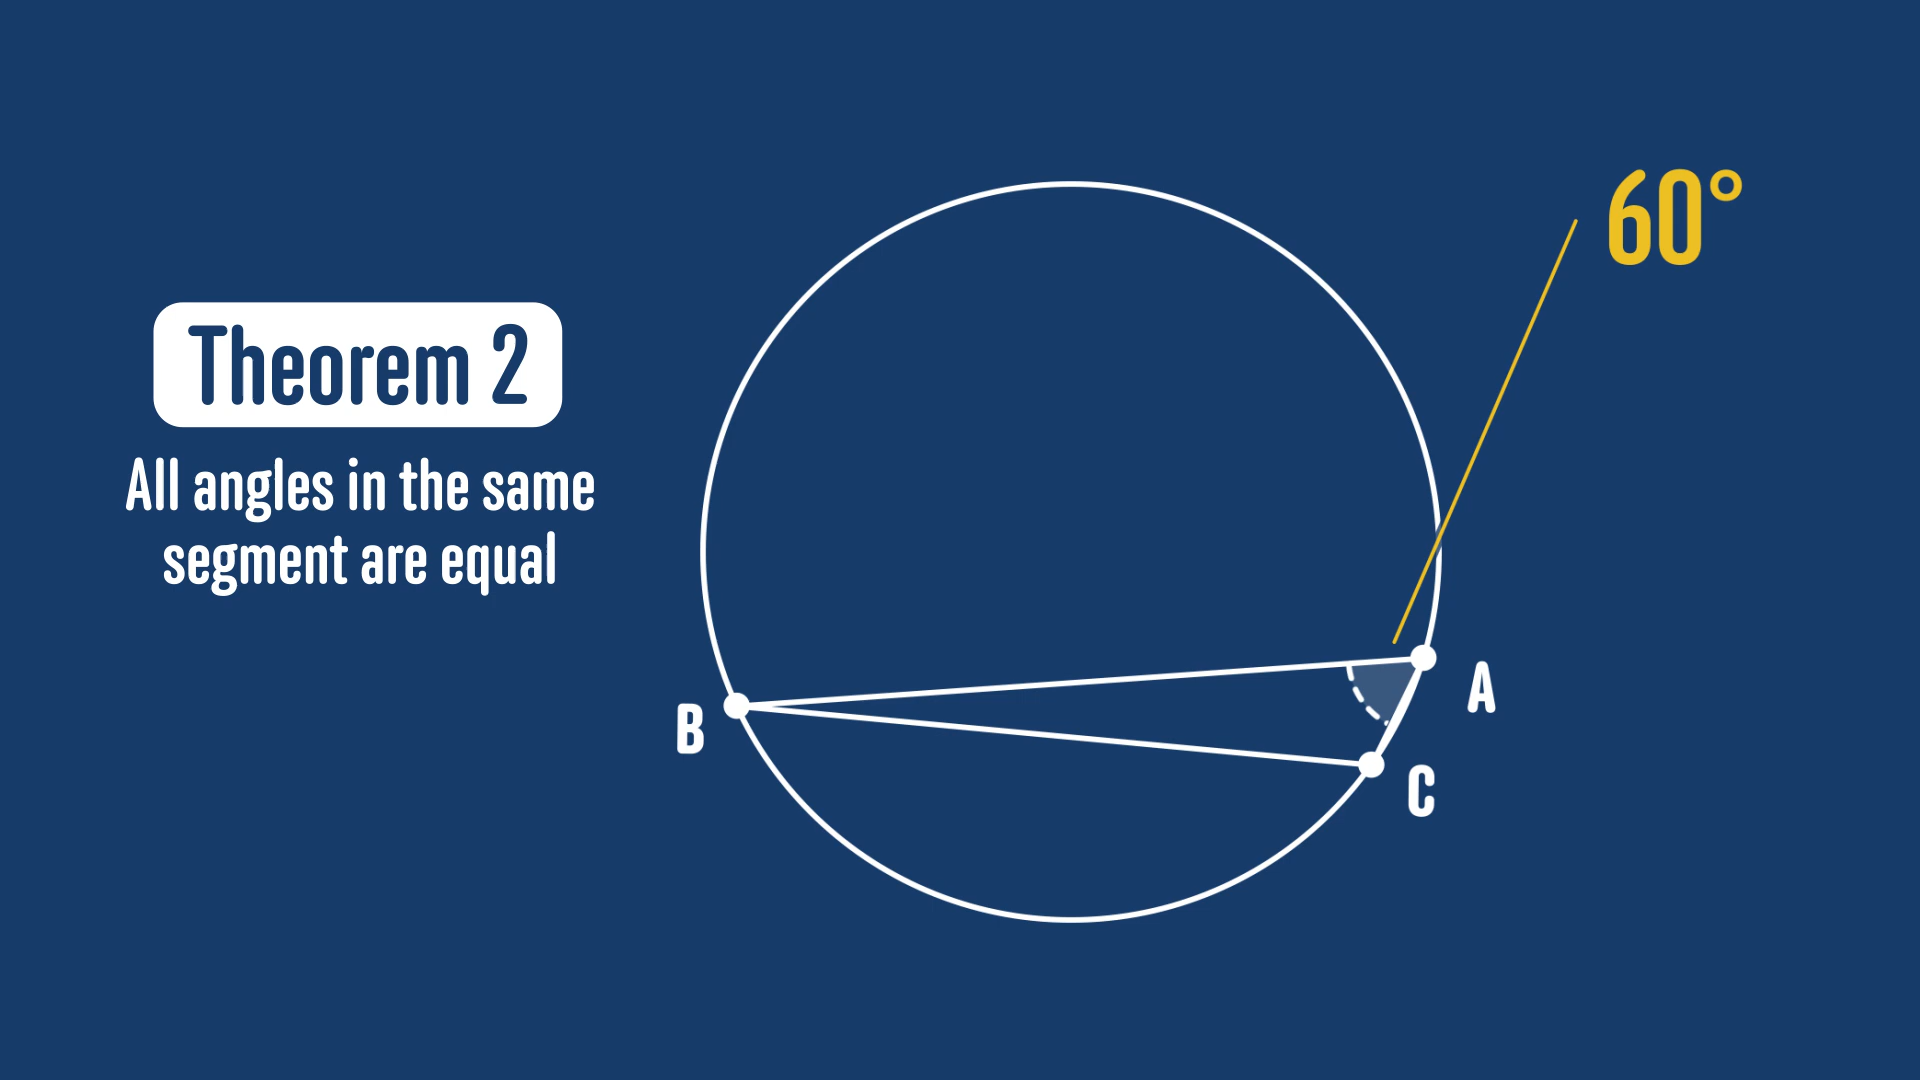 Theorem 2
All angles in the same
segment are equal
60°
A
B
C